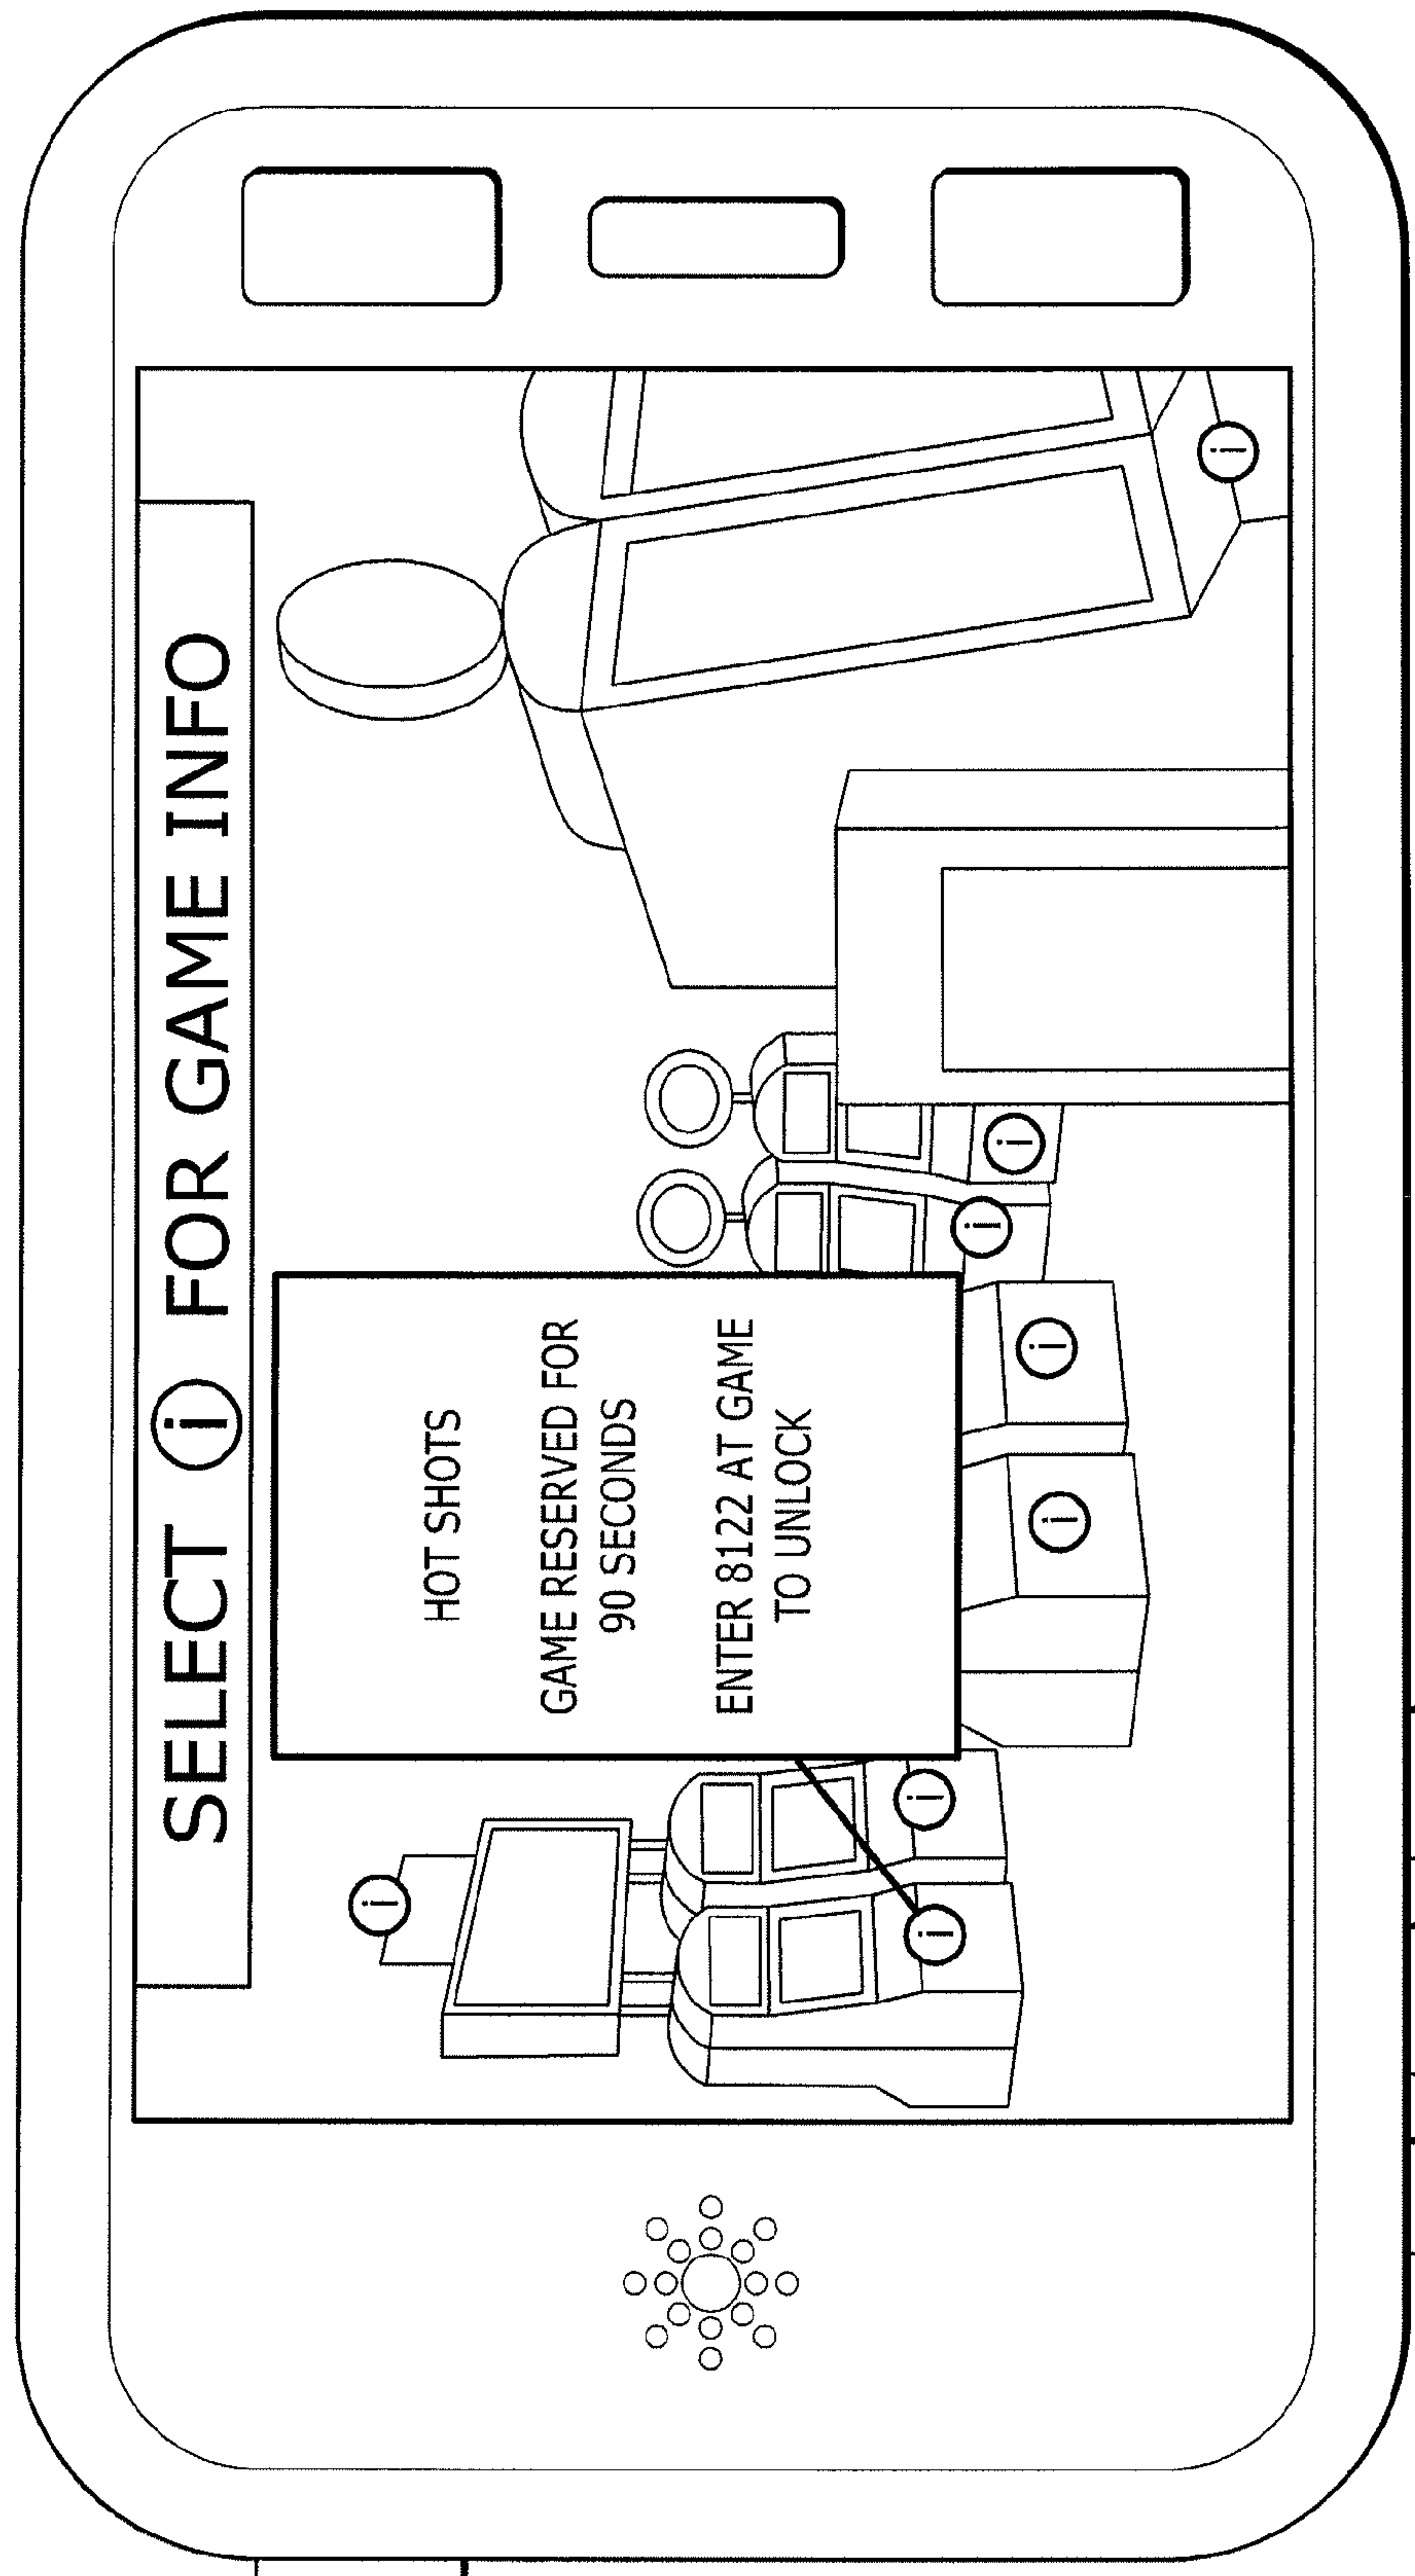 SELECT i FOR GAME INFO
HOT SHOTS
GAME RESERVED FOR
90 SECONDS
ENTER 8122 AT GAME
TO UNLOCK
i
i
i
i
i
i
i
i